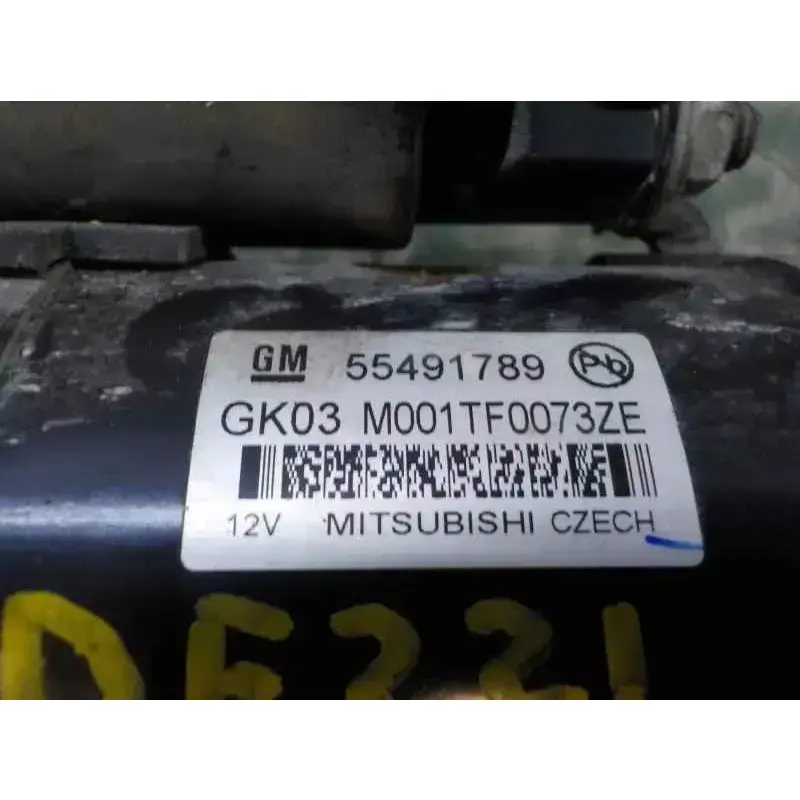 GM 55491789 Pb
GK03 M001TF0073ZE
12V MITSUBISHI CZECH